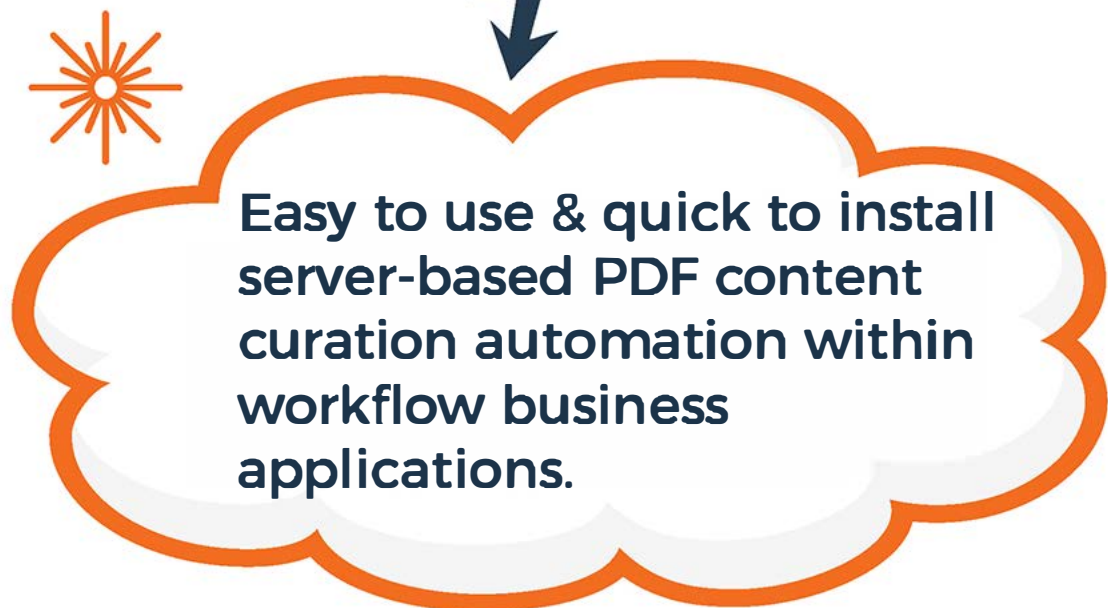 Easy to use & quick to install
server-based PDF content
curation automation within
workflow business
applications.